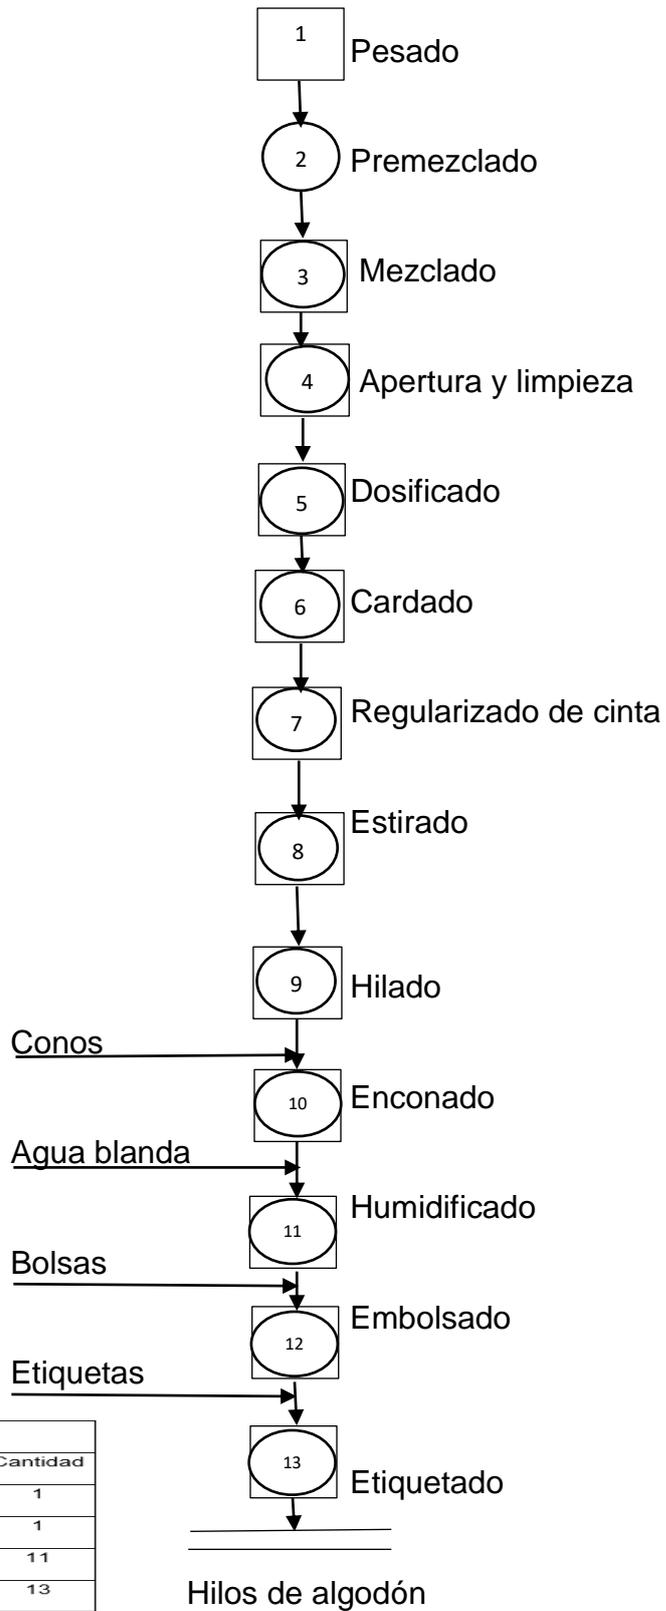 1 Pesado
2 Premezclado
3 Mezclado
4 Apertura y limpieza
5 Dosificado
6 Cardado
7 Regularizado de cinta
8 Estirado
9 Hilado
Conos
10 Enconado
Agua blanda
11 Humidificado
Bolsas
12 Embolsado
Etiquetas
13 Etiquetado
Cantidad
1
1
11
13
Hilos de algodón